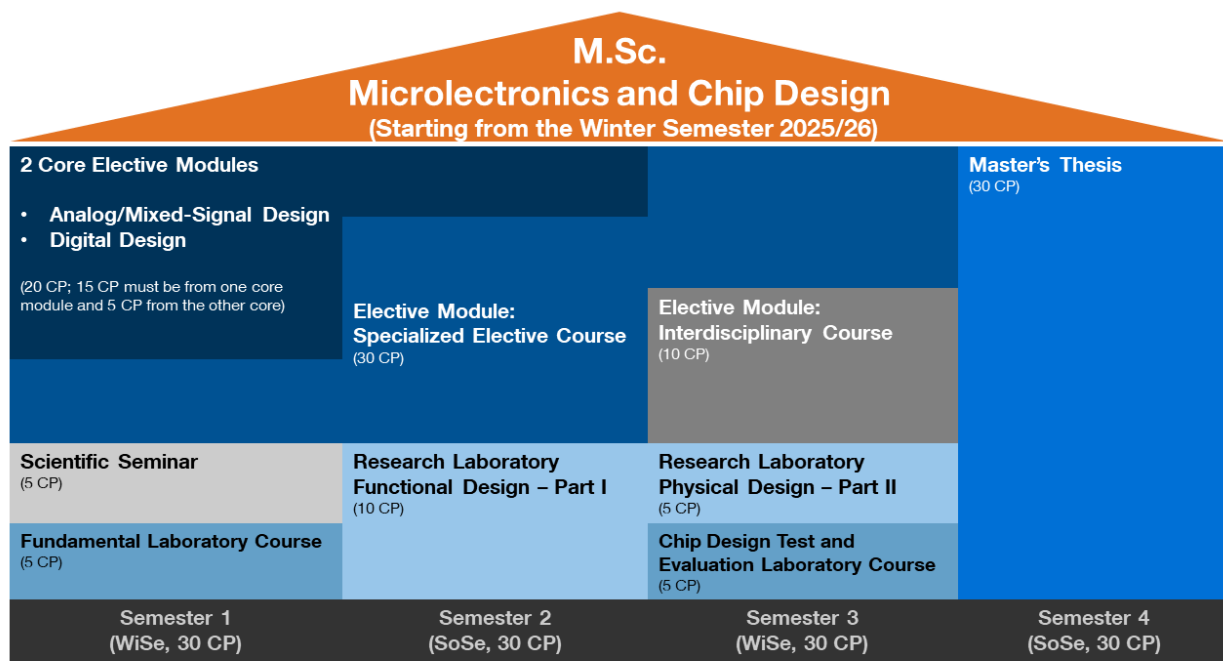 M.Sc.
Microlectronics and Chip Design
(Starting from the Winter Semester 2025/26)
2 Core Elective Modules
• Analog/Mixed-Signal Design
• Digital Design
(20 CP; 15 CP must be from one core
module and 5 CP from the other core)
Elective Module:
Specialized Elective Course
(30 CP)
Elective Module:
Interdisciplinary Course
(10 CP)
Master's Thesis
(30 CP)
Scientific Seminar
(5 CP)
Fundamental Laboratory Course
(5 CP)
Research Laboratory
Functional Design – Part I
(10 CP)
Research Laboratory
Physical Design – Part II
(5 CP)
Chip Design Test and
Evaluation Laboratory Course
(5 CP)
Semester 1
(WiSe, 30 CP)
Semester 2
(SoSe, 30 CP)
Semester 3
(WiSe, 30 CP)
Semester 4
(SoSe, 30 CP)